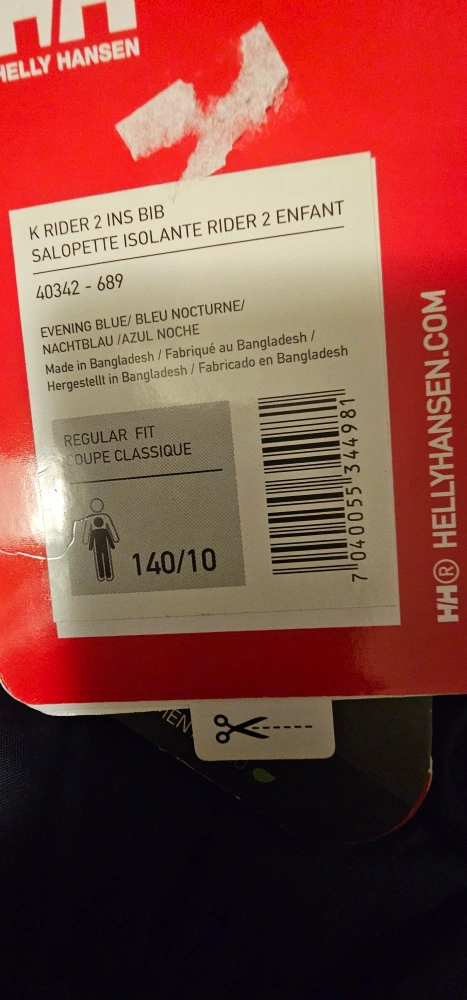 HH
HELLY HANSEN
K RIDER 2 INS BIB
SALOPETTE ISOLANTE RIDER 2 ENFANT
40342 - 689
EVENING BLUE/ BLEU NOCTURNE/
NACHTBLAU /AZUL NOCHE
Made in Bangladesh / Fabriqué au Bangladesh /
Hergestellt in Bangladesh / Fabricado en Bangladesh
REGULAR FIT
COUPE CLASSIQUE
140/10
7 040055 344981
HH® HELLYHANSEN.COM